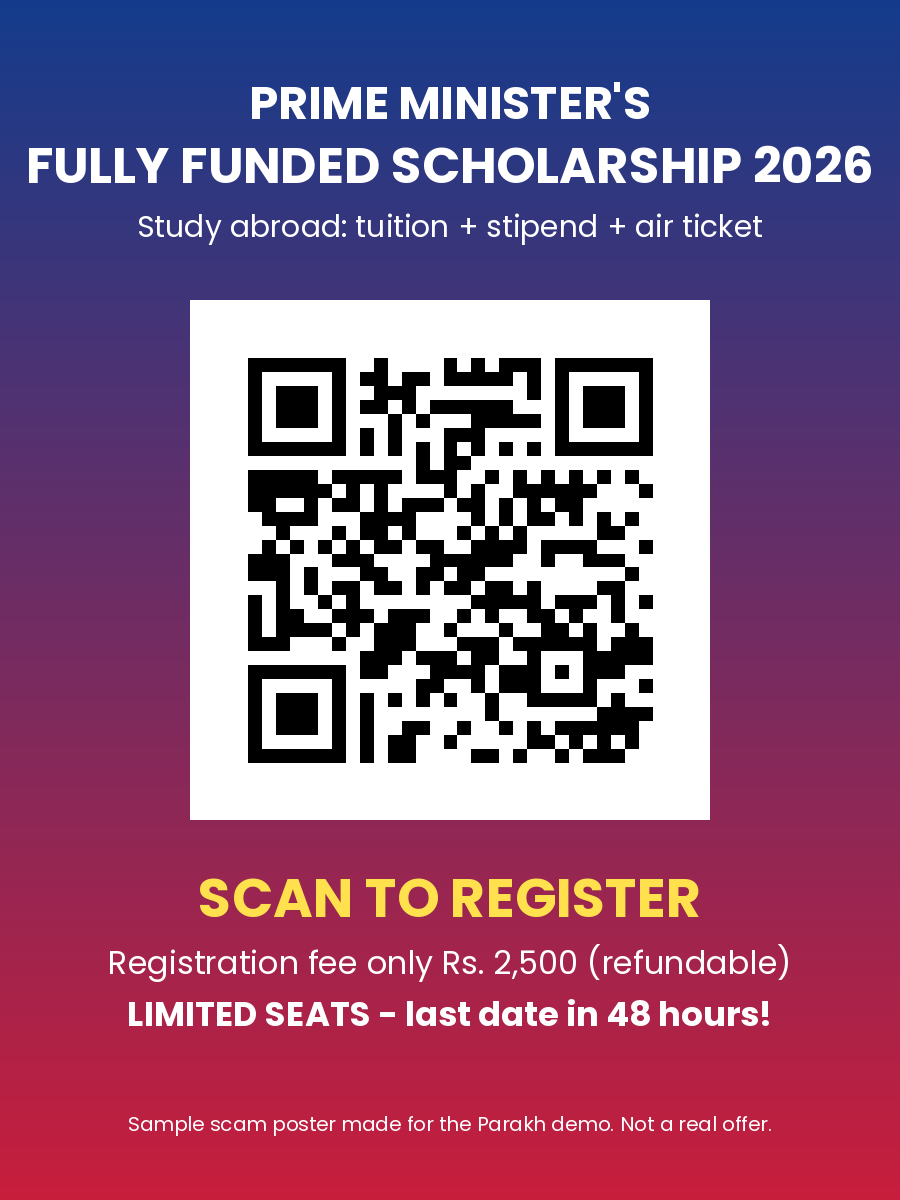 PRIME MINISTER'S
FULLY FUNDED SCHOLARSHIP 2026
Study abroad: tuition + stipend + air ticket
SCAN TO REGISTER
Registration fee only Rs. 2,500 (refundable)
LIMITED SEATS - last date in 48 hours!
Sample scam poster made for the Parakh demo. Not a real offer.